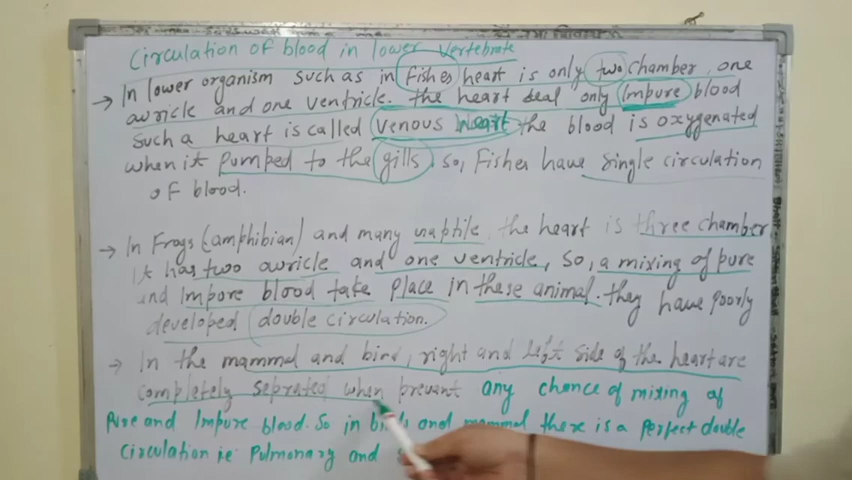 Circulation of blood in lower vertebrate
→ In lower organism such as in fishes heart is only two chamber, one
auricle and one ventricle. the heart deal only Impure blood
such a heart is called venous heart the blood is oxygenated
when it pumped to the gills. so, Fishes have single circulation
of blood.
→ In Frogs (amphibian) and many raptile, the heart is three chamber
It has two auricle and one ventricle, So, a mixing of pure
and Impure blood take place in these animal. they have poorly
developed double circulation.
→ In the mammal and bird, right and left side of the heart are
completely seprated when prevent any chance of mixing of
Pure and Impure blood. So in birds and mammal there is a perfect double
circulation i.e. Pulmonary and